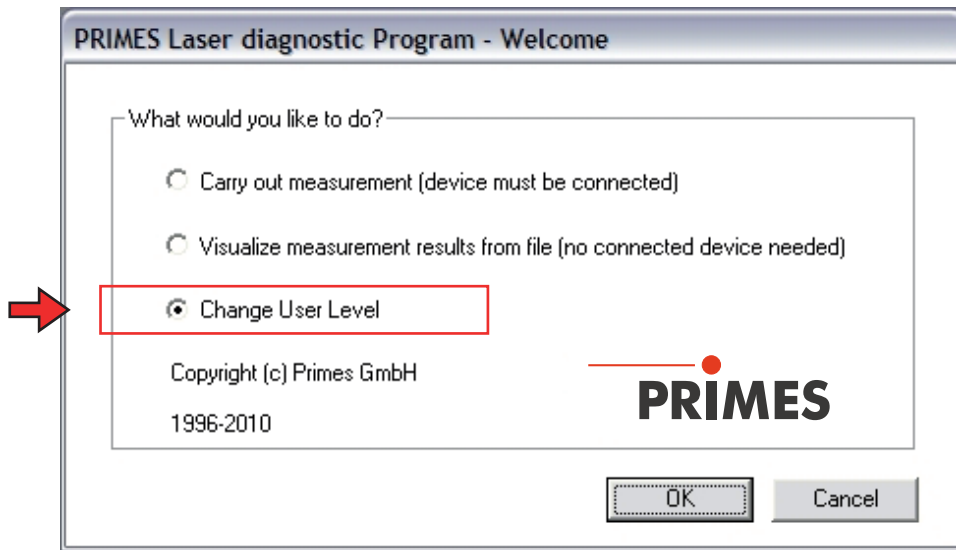 PRIMES Laser diagnostic Program - Welcome
What would you like to do?
Carry out measurement (device must be connected)
Visualize measurement results from file (no connected device needed)
Change User Level
Copyright (c) Primes GmbH
1996-2010
PRIMES
OK
Cancel